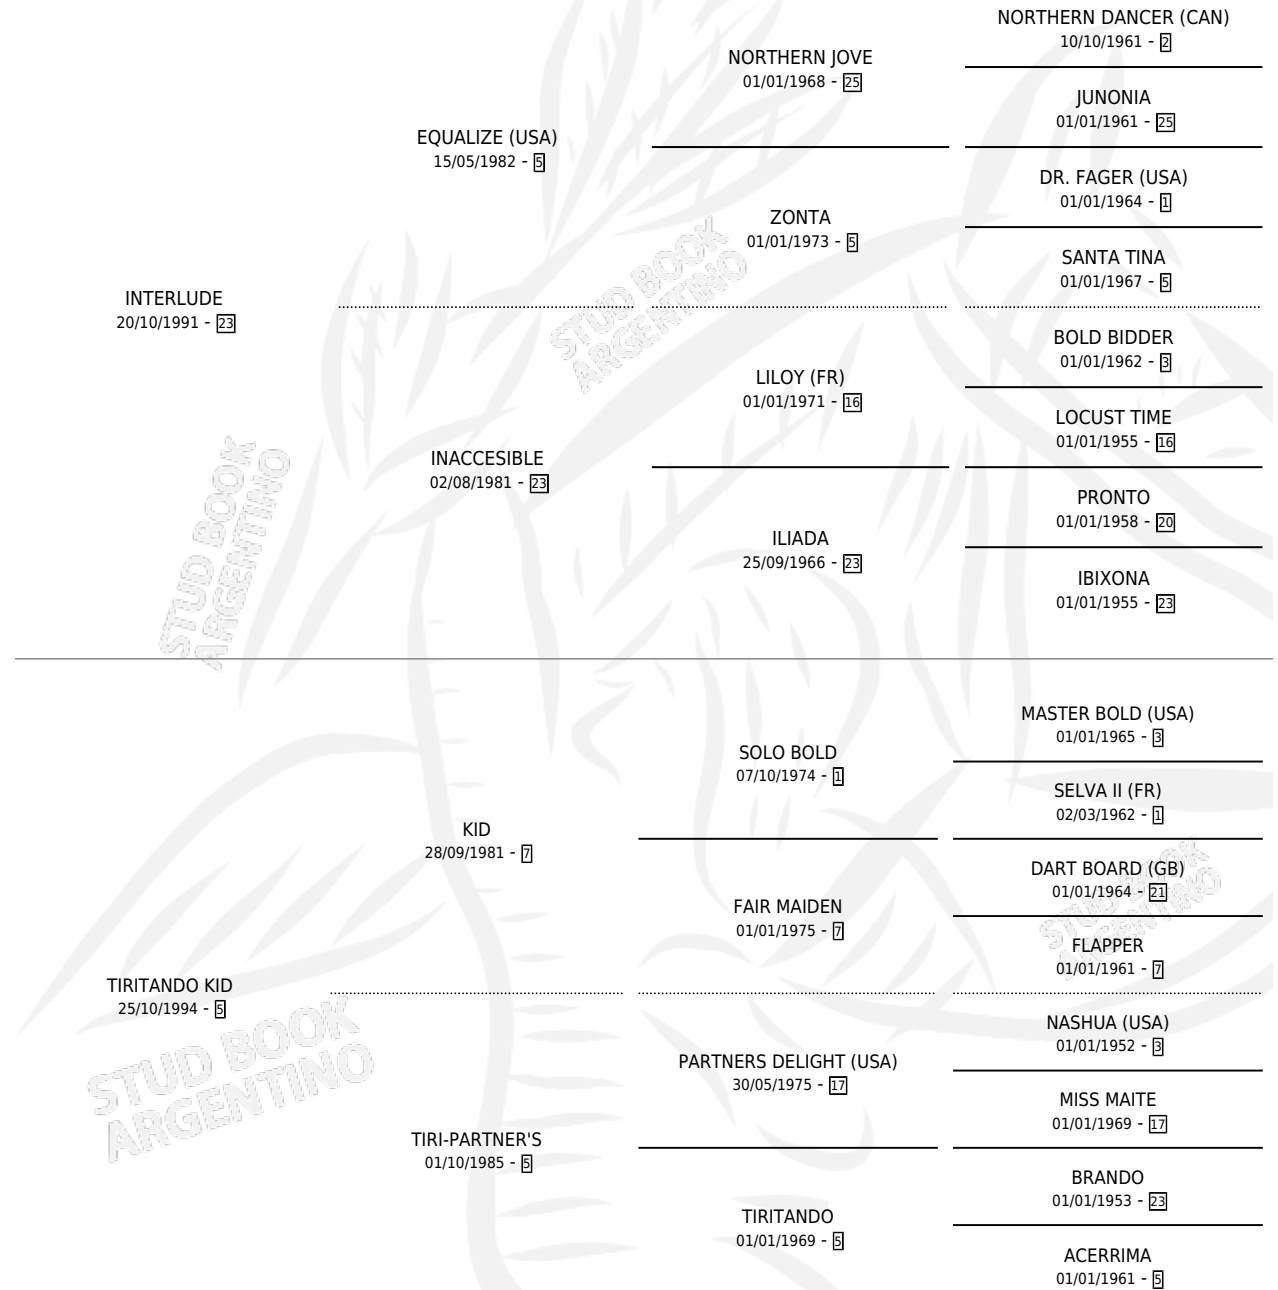 NORTHERN DANCER (CAN)
10/10/1961 - 2
NORTHERN JOVE
01/01/1968 - 25
JUNONIA
01/01/1961 - 25
EQUALIZE (USA)
15/05/1982 - 5
DR. FAGER (USA)
01/01/1964 - 1
ZONTA
01/01/1973 - 5
SANTA TINA
01/01/1967 - 5
INTERLUDE
20/10/1991 - 23
BOLD BIDDER
01/01/1962 - 3
LILOY (FR)
01/01/1971 - 16
LOCUST TIME
01/01/1955 - 16
INACCESIBLE
02/08/1981 - 23
PRONTO
01/01/1958 - 20
ILIADA
25/09/1966 - 23
IBIXONA
01/01/1955 - 23
MASTER BOLD (USA)
01/01/1965 - 3
SOLO BOLD
07/10/1974 - 1
SELVA II (FR)
02/03/1962 - 1
KID
28/09/1981 - 7
DART BOARD (GB)
01/01/1964 - 21
FAIR MAIDEN
01/01/1975 - 7
FLAPPER
01/01/1961 - 7
TIRITANDO KID
25/10/1994 - 5
NASHUA (USA)
01/01/1952 - 3
PARTNERS DELIGHT (USA)
30/05/1975 - 17
MISS MAITE
01/01/1969 - 17
TIRI-PARTNER'S
01/10/1985 - 5
BRANDO
01/01/1953 - 23
TIRITANDO
01/01/1969 - 5
ACERRIMA
01/01/1961 - 5
STUD BOOK
ARGENTINO
STUD BOOK
ARGENTINO
STUD BOOK
ARGENTINO
STUD BOOK
ARGENTINO